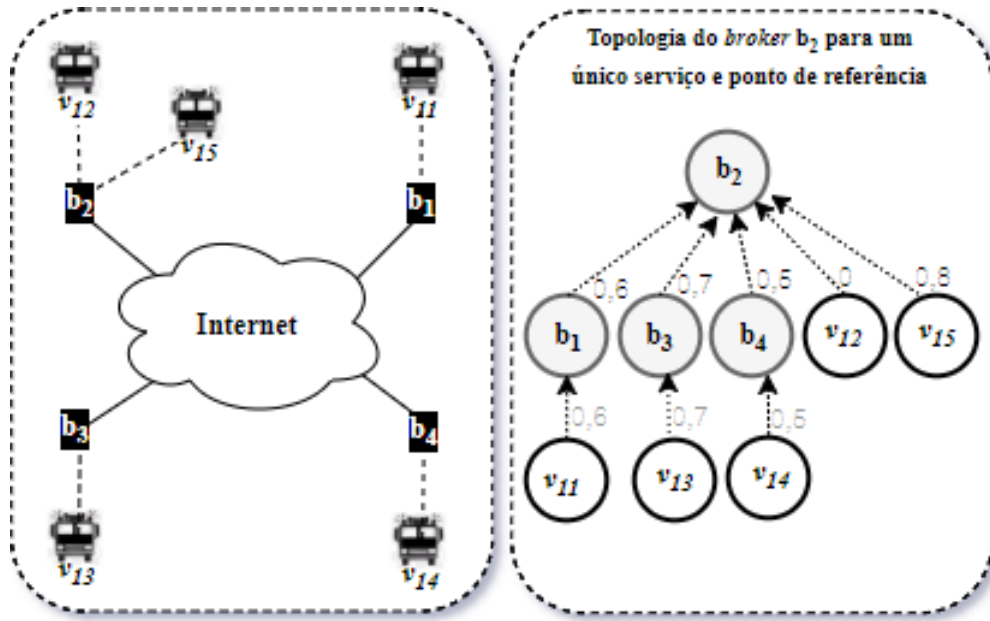 v12
v11
v15
b2
b1
Internet
b3
b4
v13
v14
Topologia do broker b2 para um
único serviço e ponto de referência
b2
0,6
0,7
0,5
0
0,8
b1
b3
b4
v12
v15
0,6
0,7
0,5
v11
v13
v14